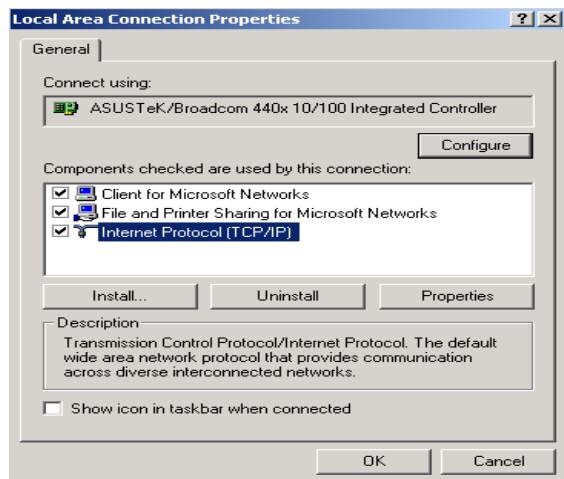 Local Area Connection Properties
General
Connect using:
ASUSTeK/Broadcom 440x 10/100 Integrated Controller
Configure
Components checked are used by this connection:
Client for Microsoft Networks
File and Printer Sharing for Microsoft Networks
Internet Protocol (TCP/IP)
Install... Uninstall Properties
Description
Transmission Control Protocol/Internet Protocol. The default
wide area network protocol that provides communication
across diverse interconnected networks.
Show icon in taskbar when connected
OK Cancel